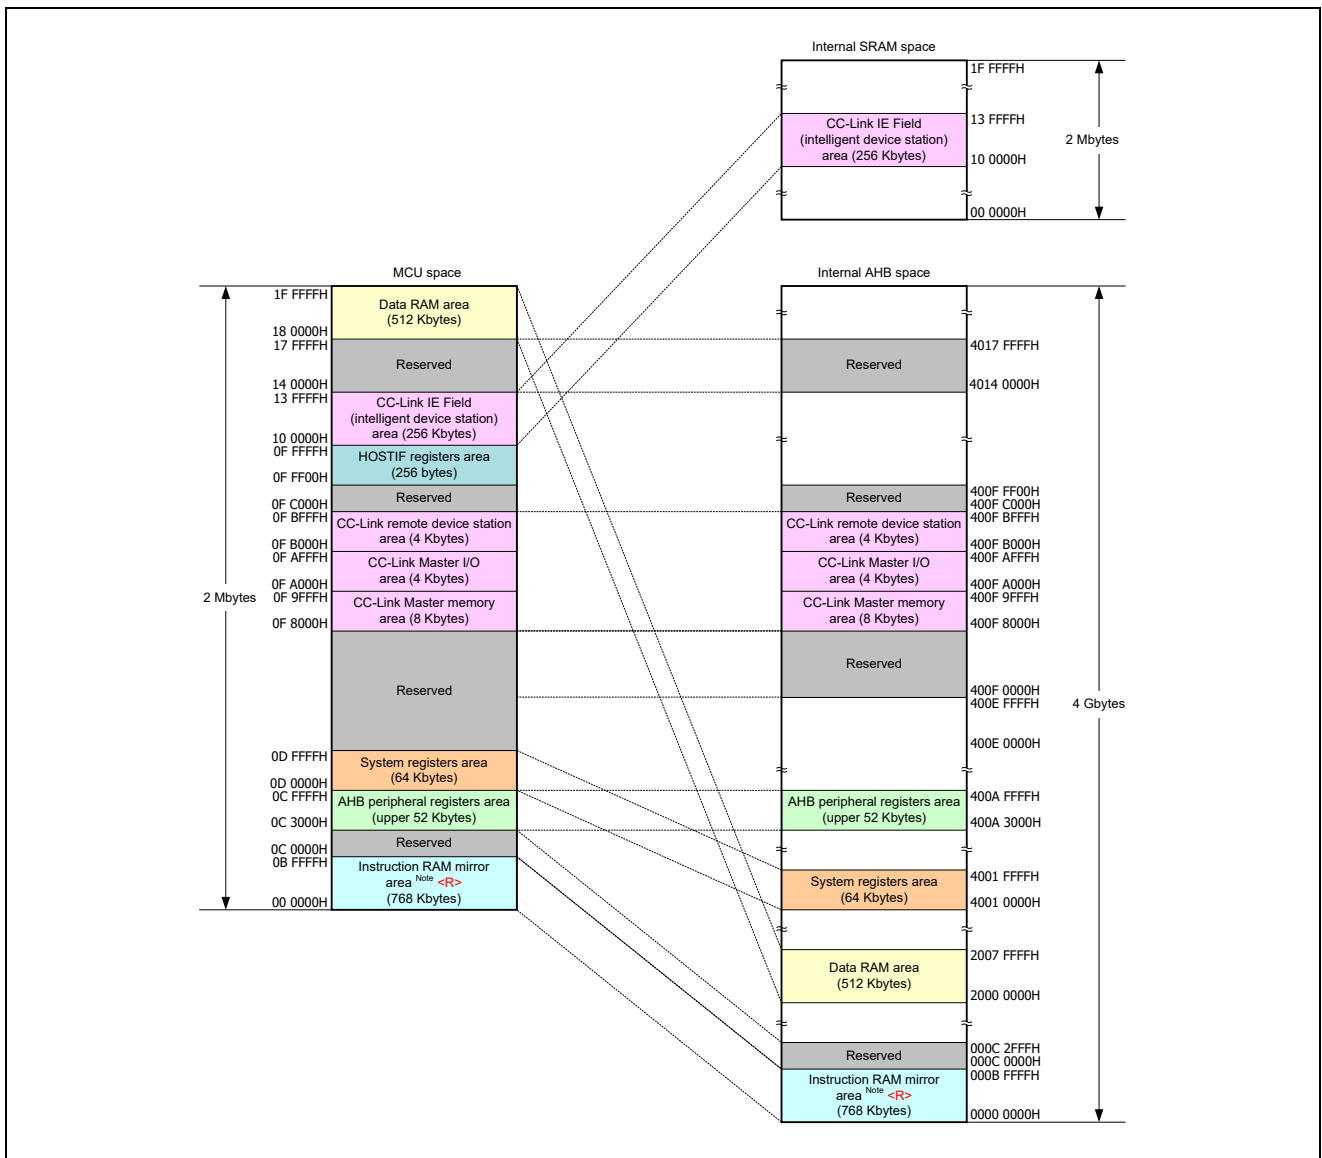 Internal SRAM space
1F FFFFH
CC-Link IE Field
(intelligent device station)
area (256 Kbytes)
13 FFFFH
10 0000H
00 0000H
2 Mbytes
MCU space
1F FFFFH
Data RAM area
(512 Kbytes)
18 0000H
17 FFFFH
Reserved
14 0000H
13 FFFFH
CC-Link IE Field
(intelligent device station)
area (256 Kbytes)
10 0000H
0F FFFFH
HOSTIF registers area
(256 bytes)
0F FF00H
Reserved
0F C000H
0F BFFFH
CC-Link remote device station
area (4 Kbytes)
0F B000H
0F AFFFH
CC-Link Master I/O
area (4 Kbytes)
0F A000H
0F 9FFFH
CC-Link Master memory
area (8 Kbytes)
0F 8000H
Reserved
0D FFFFH
System registers area
(64 Kbytes)
0D 0000H
0C FFFFH
AHB peripheral registers area
(upper 52 Kbytes)
0C 3000H
Reserved
0C 0000H
0B FFFFH
Instruction RAM mirror
area Note <R>
(768 Kbytes)
00 0000H
2 Mbytes
Internal AHB space
4017 FFFFH
Reserved
4014 0000H
400F FF00H
Reserved
400F C000H
400F BFFFH
CC-Link remote device station
area (4 Kbytes)
400F B000H
400F AFFFH
CC-Link Master I/O
area (4 Kbytes)
400F A000H
400F 9FFFH
CC-Link Master memory
area (8 Kbytes)
400F 8000H
Reserved
400F 0000H
400E FFFFH
400E 0000H
400A FFFFH
AHB peripheral registers area
(upper 52 Kbytes)
400A 3000H
4001 FFFFH
System registers area
(64 Kbytes)
4001 0000H
2007 FFFFH
Data RAM area
(512 Kbytes)
2000 0000H
000C 2FFFH
Reserved
000C 0000H
000B FFFFH
Instruction RAM mirror
area Note <R>
(768 Kbytes)
0000 0000H
4 Gbytes